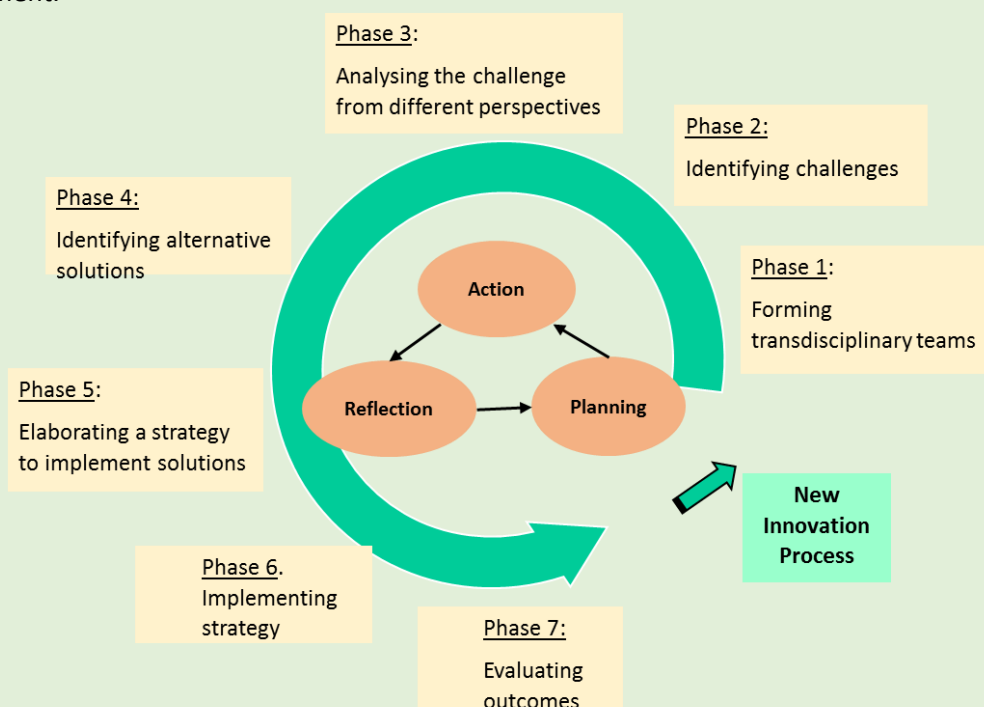 Phase 3:
Analysing the challenge
from different perspectives
Phase 2:
Identifying challenges
Phase 4:
Identifying alternative
solutions
Phase 1:
Forming
transdisciplinary teams
Action
Reflection
Planning
Phase 5:
Elaborating a strategy
to implement solutions
New
Innovation
Process
Phase 6.
Implementing
strategy
Phase 7:
Evaluating
outcomes